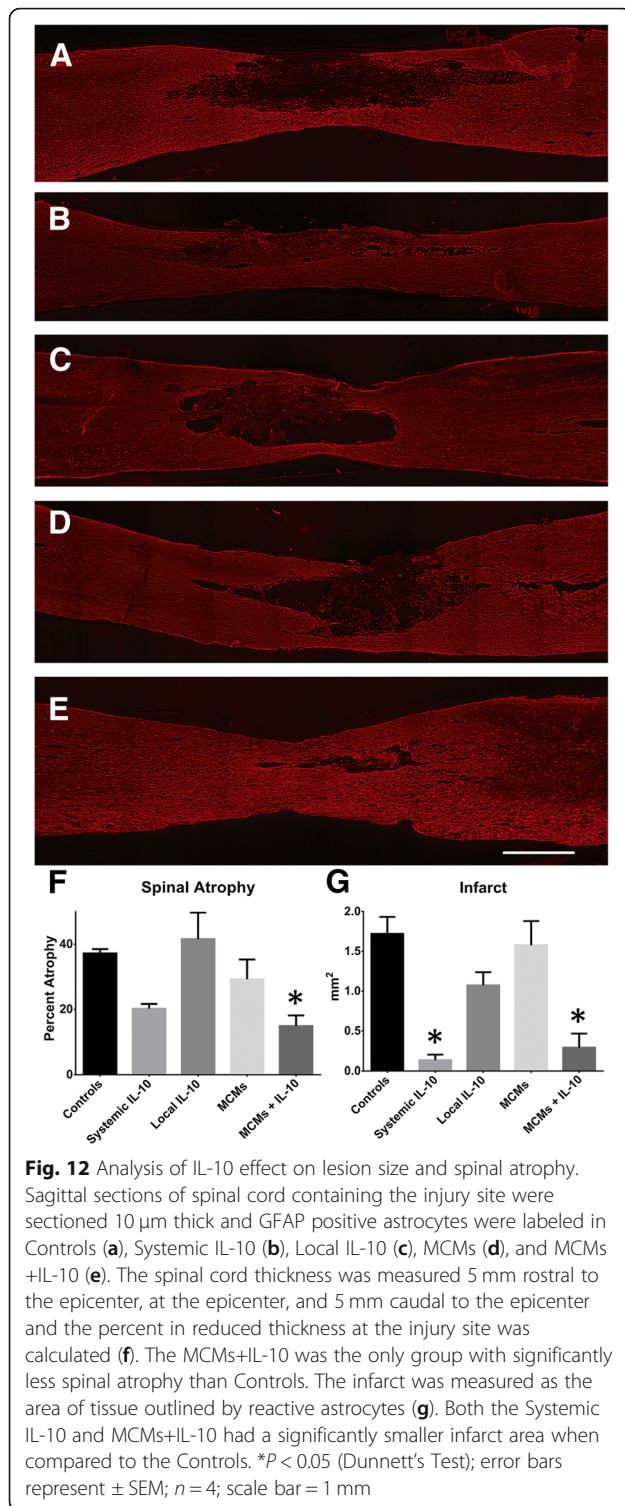 A
B
C
D
E
F
Spinal Atrophy
G
Infarct
Percent Atrophy
40
20
0
Controls
Systemic IL-10
Local IL-10
MCMs
MCMs + IL-10
*
mm²
2.0
1.5
1.0
0.5
0.0
Controls
Systemic IL-10
Local IL-10
MCMs
MCMs + IL-10
*
*
Fig. 12 Analysis of IL-10 effect on lesion size and spinal atrophy.
Sagittal sections of spinal cord containing the injury site were
sectioned 10 μm thick and GFAP positive astrocytes were labeled in
Controls (a), Systemic IL-10 (b), Local IL-10 (c), MCMs (d), and MCMs
+IL-10 (e). The spinal cord thickness was measured 5 mm rostral to
the epicenter, at the epicenter, and 5 mm caudal to the epicenter
and the percent in reduced thickness at the injury site was
calculated (f). The MCMs+IL-10 was the only group with significantly
less spinal atrophy than Controls. The infarct was measured as the
area of tissue outlined by reactive astrocytes (g). Both the Systemic
IL-10 and MCMs+IL-10 had a significantly smaller infarct area when
compared to the Controls. *P < 0.05 (Dunnett's Test); error bars
represent ± SEM; n = 4; scale bar = 1 mm